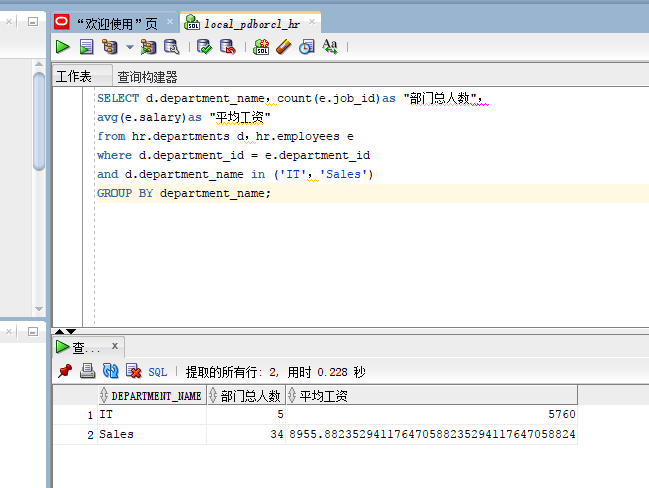 “欢迎使用”页
local_pdborcl_hr
工作表 查询构建器
SELECT d.department_name，count(e.job_id)as "部门总人数"，
avg(e.salary)as "平均工资"
from hr.departments d，hr.employees e
where d.department_id = e.department_id
and d.department_name in ('IT'，'Sales')
GROUP BY department_name;
查...
SQL 提取的所有行: 2, 用时 0.228 秒
DEPARTMENT_NAME 部门总人数 平均工资
1 IT 5 5760
2 Sales 34 8955.882352941176470588235294117647058824